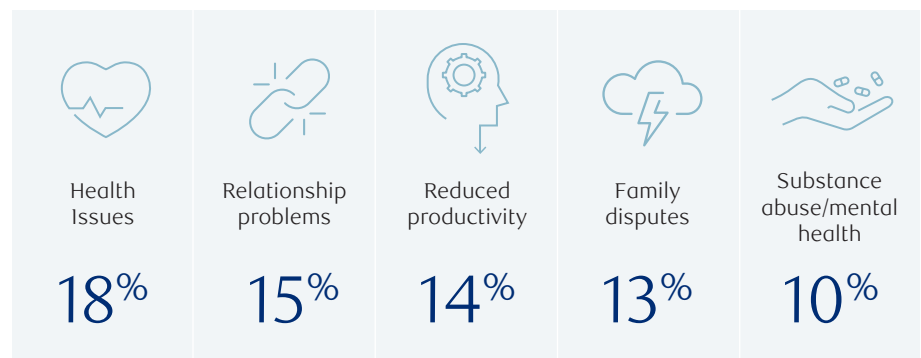 Health
Issues
18%
Relationship
problems
15%
Reduced
productivity
14%
Family
disputes
13%
Substance
abuse/mental
health
10%